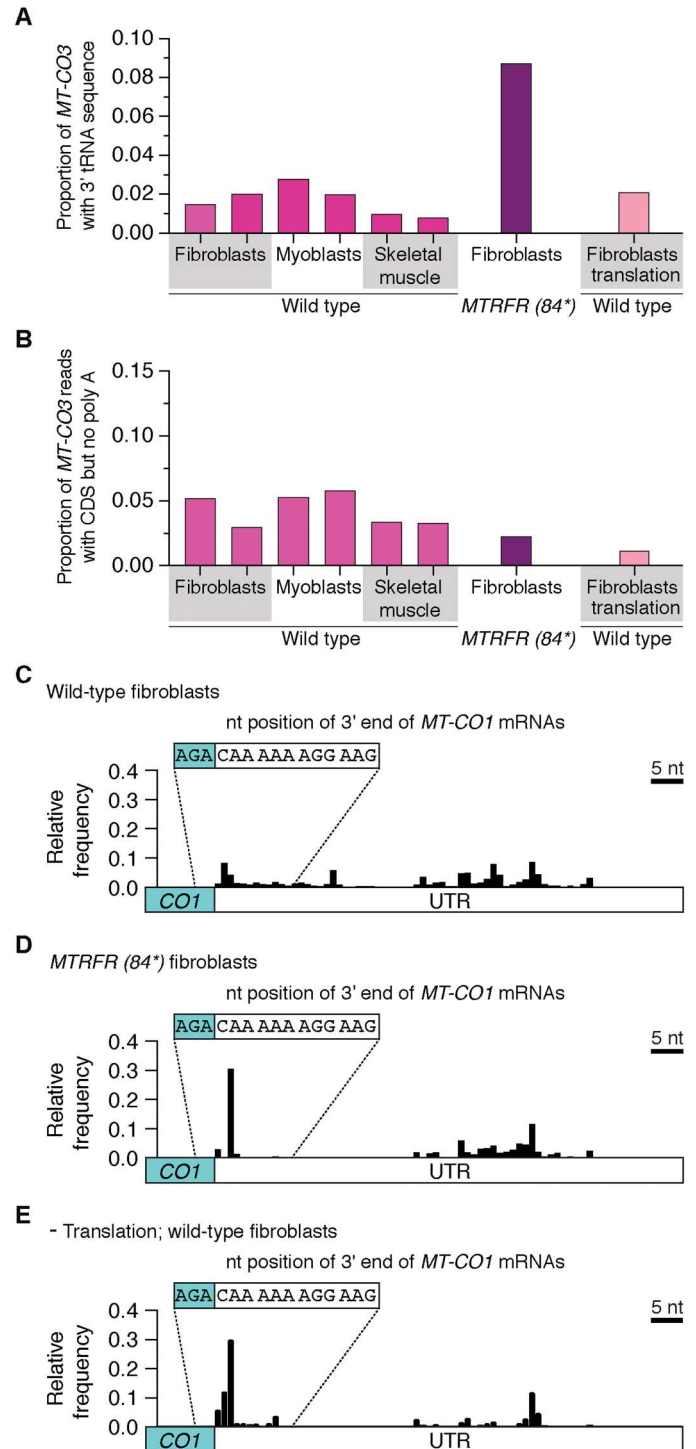 A
Proportion of MT-CO3
with 3' tRNA sequence
0.10
0.08
0.06
0.04
0.02
0.00
Fibroblasts
Myoblasts
Skeletal
muscle
Fibroblasts
Fibroblasts
translation
Wild type
MTRFR (84*)
Wild type
B
Proportion of MT-CO3 reads
with CDS but no poly A
0.15
0.10
0.05
0.00
Fibroblasts
Myoblasts
Skeletal
muscle
Fibroblasts
Fibroblasts
translation
Wild type
MTRFR (84*)
Wild type
C
Wild-type fibroblasts
nt position of 3' end of MT-CO1 mRNAs
AGA CAA AAA AGG AAG
5 nt
Relative
frequency
0.4
0.3
0.2
0.1
0.0
CO1
UTR
D
MTRFR (84*) fibroblasts
nt position of 3' end of MT-CO1 mRNAs
AGA CAA AAA AGG AAG
5 nt
Relative
frequency
0.4
0.3
0.2
0.1
0.0
CO1
UTR
E
- Translation; wild-type fibroblasts
nt position of 3' end of MT-CO1 mRNAs
AGA CAA AAA AGG AAG
5 nt
Relative
frequency
0.4
0.3
0.2
0.1
0.0
CO1
UTR